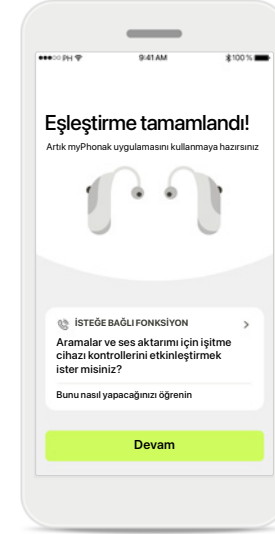 PH 9:41 AM 100 %
Eşleştirme tamamlandı!
Artık myPhonak uygulamasını kullanmaya hazırsınız
İSTEĞE BAĞLI FONKSİYON
Aramalar ve ses aktarımı için işitme
cihazı kontrollerini etkinleştirmek
ister misiniz?
Bunu nasıl yapacağınızı öğrenin
Devam